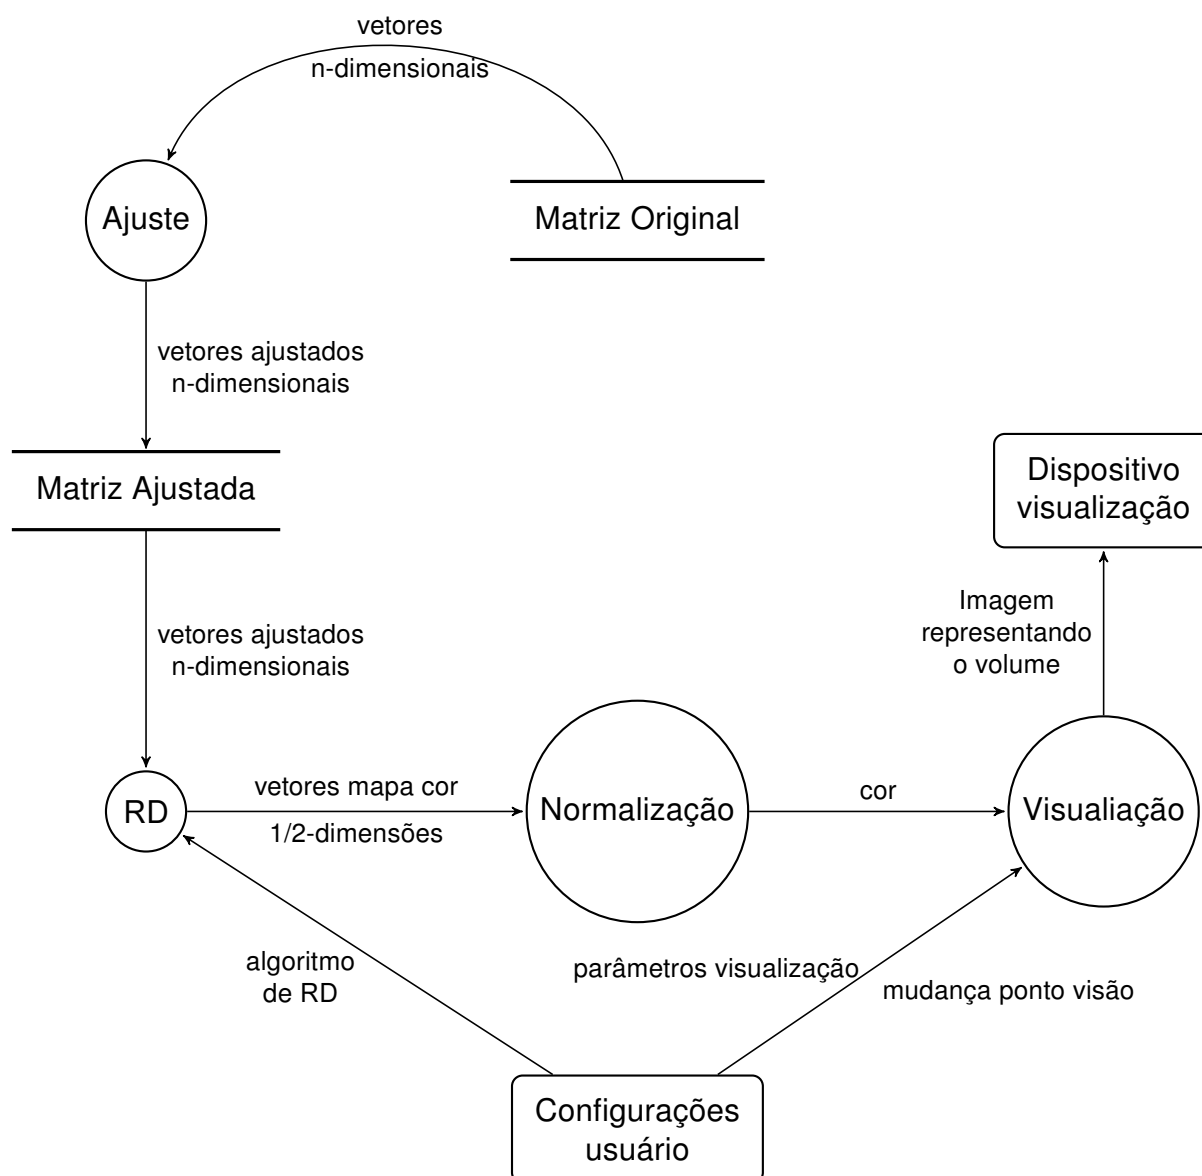 vetores
n-dimensionais
Ajuste
Matriz Original
vetores ajustados
n-dimensionais
Matriz Ajustada
Dispositivo
visualização
vetores ajustados
n-dimensionais
Imagem
representando
o volume
RD
vetores mapa cor
1/2-dimensões
Normalização
cor
Visualiação
algoritmo
de RD
parâmetros visualização
mudança ponto visão
Configurações
usuário